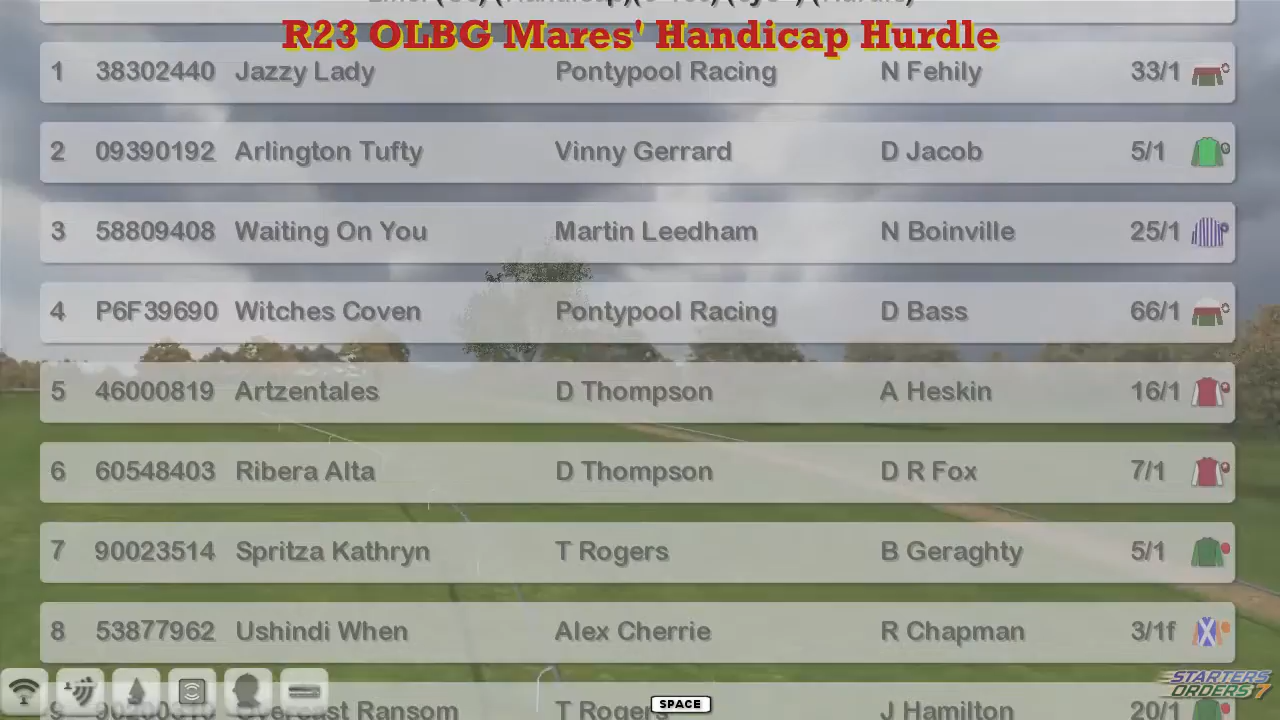 R23 OLBG Mares' Handicap Hurdle
1 38302440 Jazzy Lady Pontypool Racing N Fehily 33/1
2 09390192 Arlington Tufty Vinny Gerrard D Jacob 5/1
3 58809408 Waiting On You Martin Leedham N Boinville 25/1
4 P6F39690 Witches Coven Pontypool Racing D Bass 66/1
5 46000819 Artzentales D Thompson A Heskin 16/1
6 60548403 Ribera Alta D Thompson D R Fox 7/1
7 90023514 Spritza Kathryn T Rogers B Geraghty 5/1
8 53877962 Ushindi When Alex Cherrie R Chapman 3/1f
9 Overcast Ransom T Rogers J Hamilton 20/1
SPACE
STARTERS
ORDERS 7